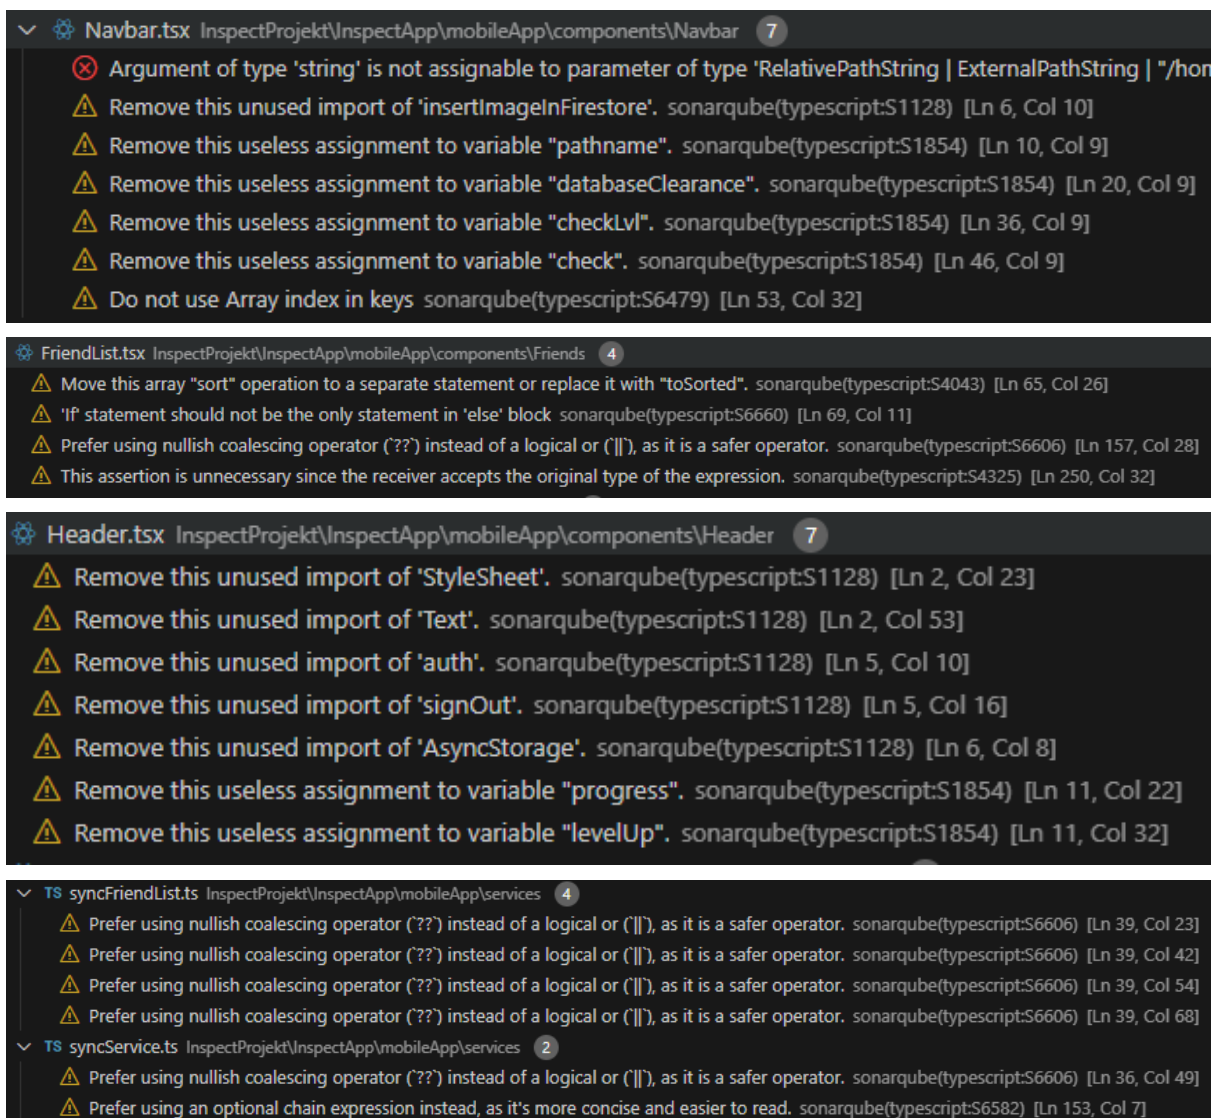 Navbar.tsx InspectProjekt\InspectApp\mobileApp\components\Navbar 7
Argument of type 'string' is not assignable to parameter of type 'RelativePathString | ExternalPathString | "/hom
Remove this unused import of 'insertImageInFirestore'. sonarqube(typescript:S1128) [Ln 6, Col 10]
Remove this useless assignment to variable "pathname". sonarqube(typescript:S1854) [Ln 10, Col 9]
Remove this useless assignment to variable "databaseClearance". sonarqube(typescript:S1854) [Ln 20, Col 9]
Remove this useless assignment to variable "checkLvl". sonarqube(typescript:S1854) [Ln 36, Col 9]
Remove this useless assignment to variable "check". sonarqube(typescript:S1854) [Ln 46, Col 9]
Do not use Array index in keys sonarqube(typescript:S6479) [Ln 53, Col 32]
FriendList.tsx InspectProjekt\InspectApp\mobileApp\components\Friends 4
Move this array "sort" operation to a separate statement or replace it with "toSorted". sonarqube(typescript:S4043) [Ln 65, Col 26]
'If' statement should not be the only statement in 'else' block sonarqube(typescript:S6660) [Ln 69, Col 11]
Prefer using nullish coalescing operator (`??`) instead of a logical or (`||`), as it is a safer operator. sonarqube(typescript:S6606) [Ln 157, Col 28]
This assertion is unnecessary since the receiver accepts the original type of the expression. sonarqube(typescript:S4325) [Ln 250, Col 32]
Header.tsx InspectProjekt\InspectApp\mobileApp\components\Header 7
Remove this unused import of 'StyleSheet'. sonarqube(typescript:S1128) [Ln 2, Col 23]
Remove this unused import of 'Text'. sonarqube(typescript:S1128) [Ln 2, Col 53]
Remove this unused import of 'auth'. sonarqube(typescript:S1128) [Ln 5, Col 10]
Remove this unused import of 'signOut'. sonarqube(typescript:S1128) [Ln 5, Col 16]
Remove this unused import of 'AsyncStorage'. sonarqube(typescript:S1128) [Ln 6, Col 8]
Remove this useless assignment to variable "progress". sonarqube(typescript:S1854) [Ln 11, Col 22]
Remove this useless assignment to variable "levelUp". sonarqube(typescript:S1854) [Ln 11, Col 32]
TS syncFriendList.ts InspectProjekt\InspectApp\mobileApp\services 4
Prefer using nullish coalescing operator (`??`) instead of a logical or (`||`), as it is a safer operator. sonarqube(typescript:S6606) [Ln 39, Col 23]
Prefer using nullish coalescing operator (`??`) instead of a logical or (`||`), as it is a safer operator. sonarqube(typescript:S6606) [Ln 39, Col 42]
Prefer using nullish coalescing operator (`??`) instead of a logical or (`||`), as it is a safer operator. sonarqube(typescript:S6606) [Ln 39, Col 54]
Prefer using nullish coalescing operator (`??`) instead of a logical or (`||`), as it is a safer operator. sonarqube(typescript:S6606) [Ln 39, Col 68]
TS syncService.ts InspectProjekt\InspectApp\mobileApp\services 2
Prefer using nullish coalescing operator (`??`) instead of a logical or (`||`), as it is a safer operator. sonarqube(typescript:S6606) [Ln 36, Col 49]
Prefer using an optional chain expression instead, as it's more concise and easier to read. sonarqube(typescript:S6582) [Ln 153, Col 7]